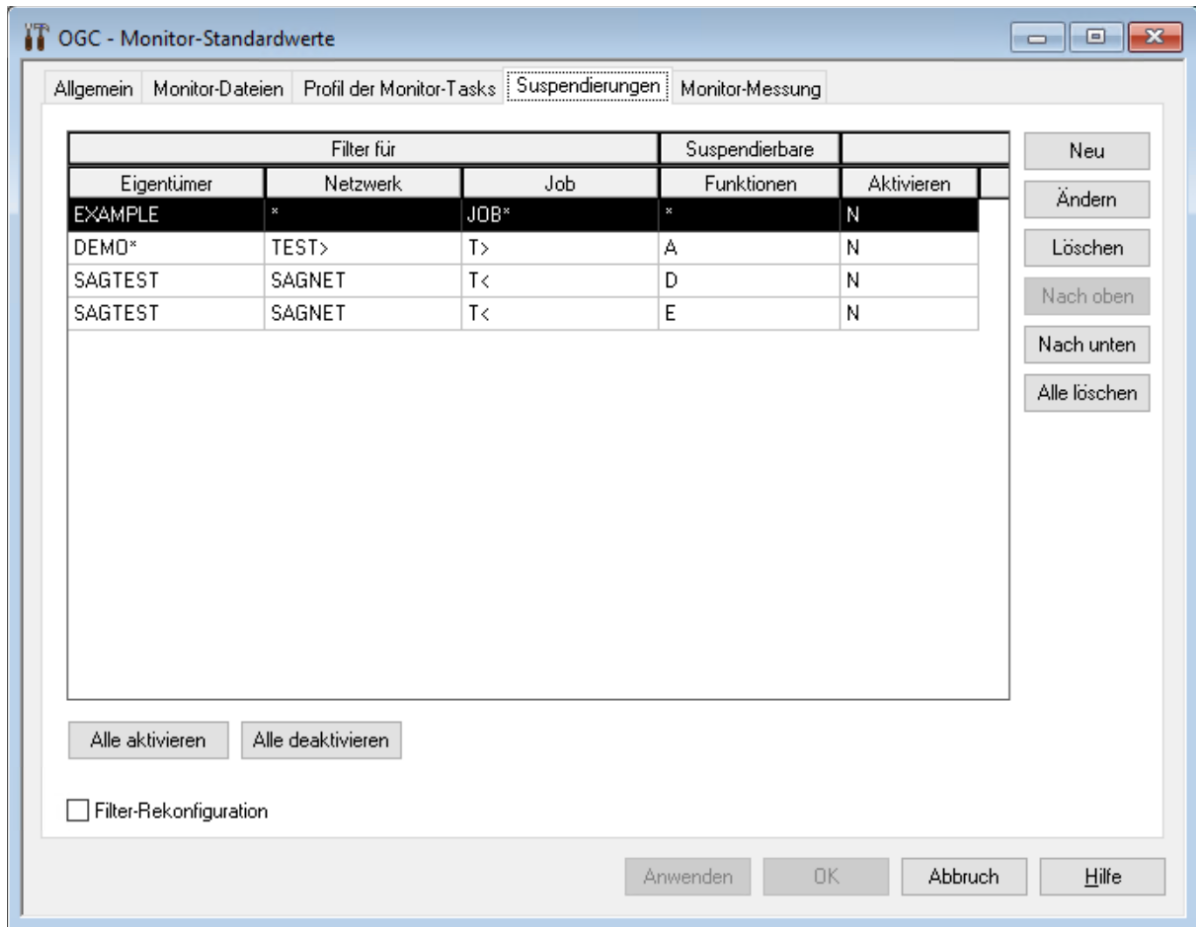 OGC - Monitor-Standardwerte
Allgemein Monitor-Dateien Profil der Monitor-Tasks Suspendierungen Monitor-Messung
Filter für Suspendierbare
Eigentümer Netzwerk Job Funktionen Aktivieren
EXAMPLE * JOB* * N
DEMO* TEST> T> A N
SAGTEST SAGNET T< D N
SAGTEST SAGNET T< E N
Neu
Ändern
Löschen
Nach oben
Nach unten
Alle löschen
Alle aktivieren Alle deaktivieren
Filter-Rekonfiguration
Anwenden OK Abbruch Hilfe